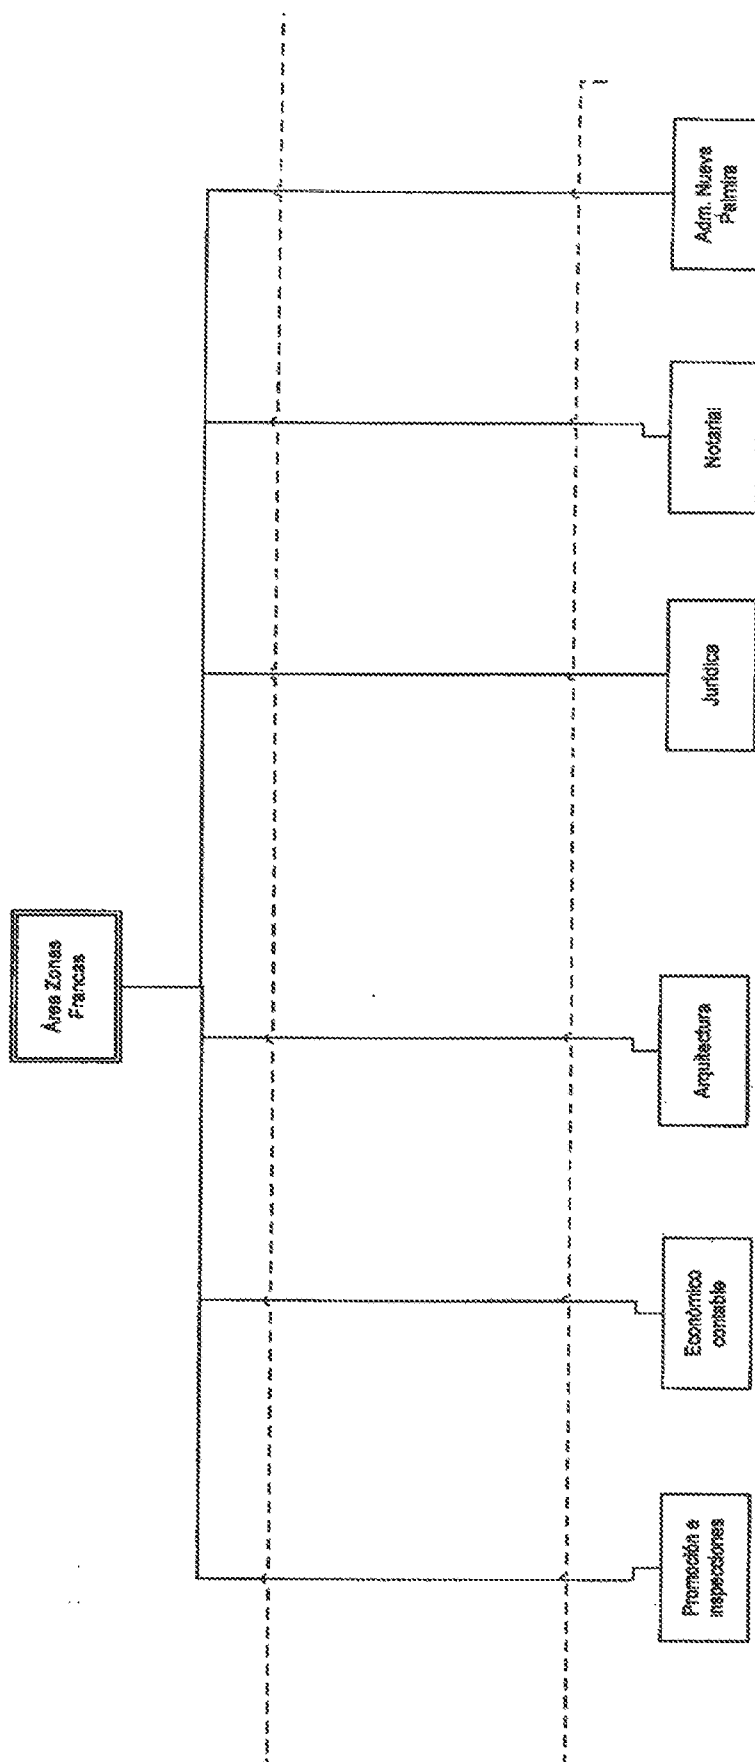 Área Zonas
Francas
Promoción e
inspecciones
Económico
contable
Arquitectura
Jurídica
Notarial
Adm. Nueva
Palmira